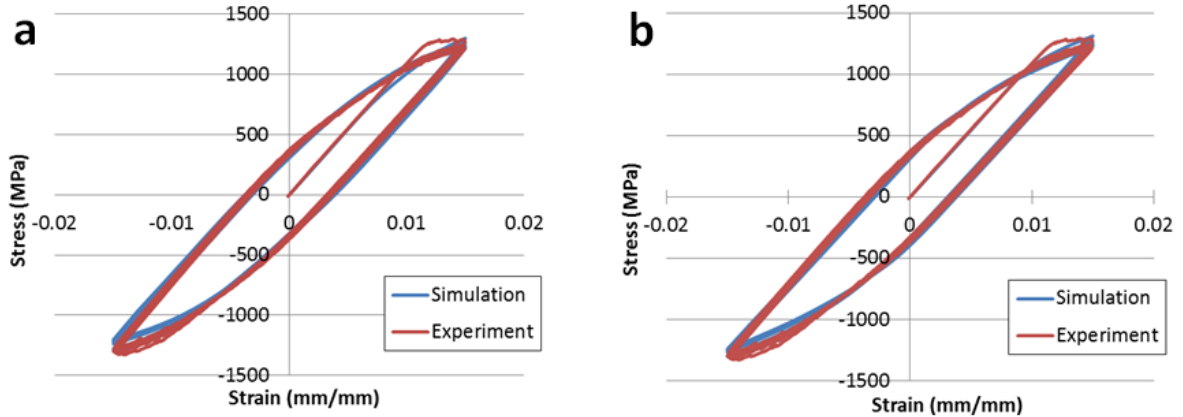 a
1500
1000
500
0
-500
-1000
-1500
-0.02
-0.01
0
0.01
0.02
Stress (MPa)
Strain (mm/mm)
Simulation
Experiment
b
1500
1000
500
0
-500
-1000
-1500
-0.02
-0.01
0
0.01
0.02
Stress (MPa)
Strain (mm/mm)
Simulation
Experiment